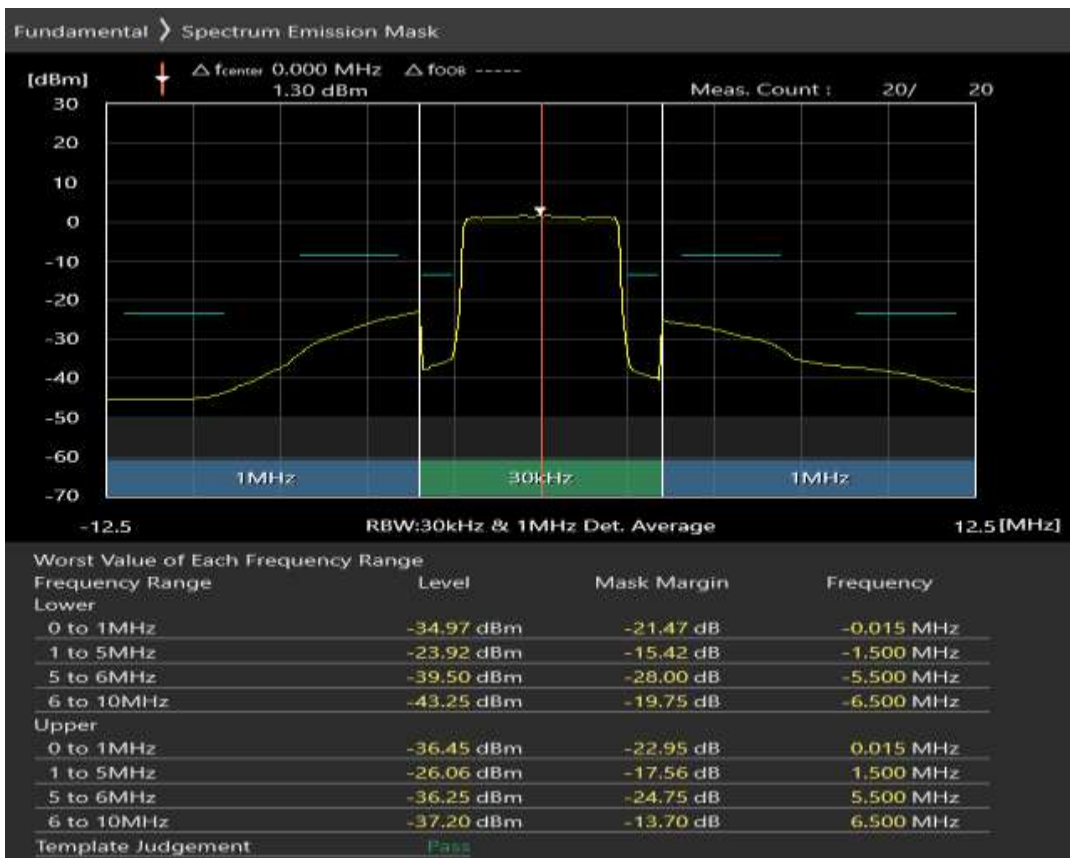 Fundamental ❯ Spectrum Emission Mask
[dBm] △ fcenter 0.000 MHz △ fOOB -----
1.30 dBm Meas. Count : 20/ 20
30
20
10
0
-10
-20
-30
-40
-50
-60
-70
1MHz 30kHz 1MHz
-12.5 RBW:30kHz & 1MHz Det. Average 12.5 [MHz]
Worst Value of Each Frequency Range
Frequency Range Level Mask Margin Frequency
Lower
0 to 1MHz -34.97 dBm -21.47 dB -0.015 MHz
1 to 5MHz -23.92 dBm -15.42 dB -1.500 MHz
5 to 6MHz -39.50 dBm -28.00 dB -5.500 MHz
6 to 10MHz -43.25 dBm -19.75 dB -6.500 MHz
Upper
0 to 1MHz -36.45 dBm -22.95 dB 0.015 MHz
1 to 5MHz -26.06 dBm -17.56 dB 1.500 MHz
5 to 6MHz -36.25 dBm -24.75 dB 5.500 MHz
6 to 10MHz -37.20 dBm -13.70 dB 6.500 MHz
Template Judgement Pass